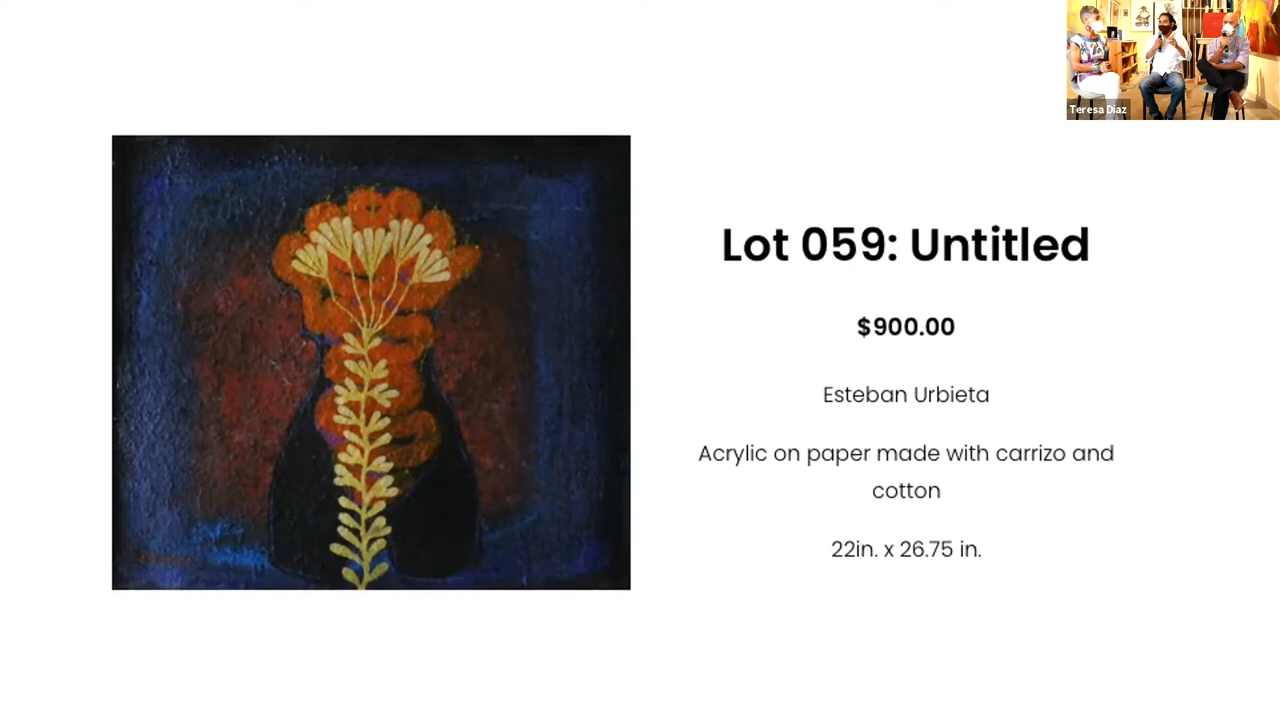 Teresa Diaz
Lot 059: Untitled
$900.00
Esteban Urbieta
Acrylic on paper made with carrizo and
cotton
22in. x 26.75 in.